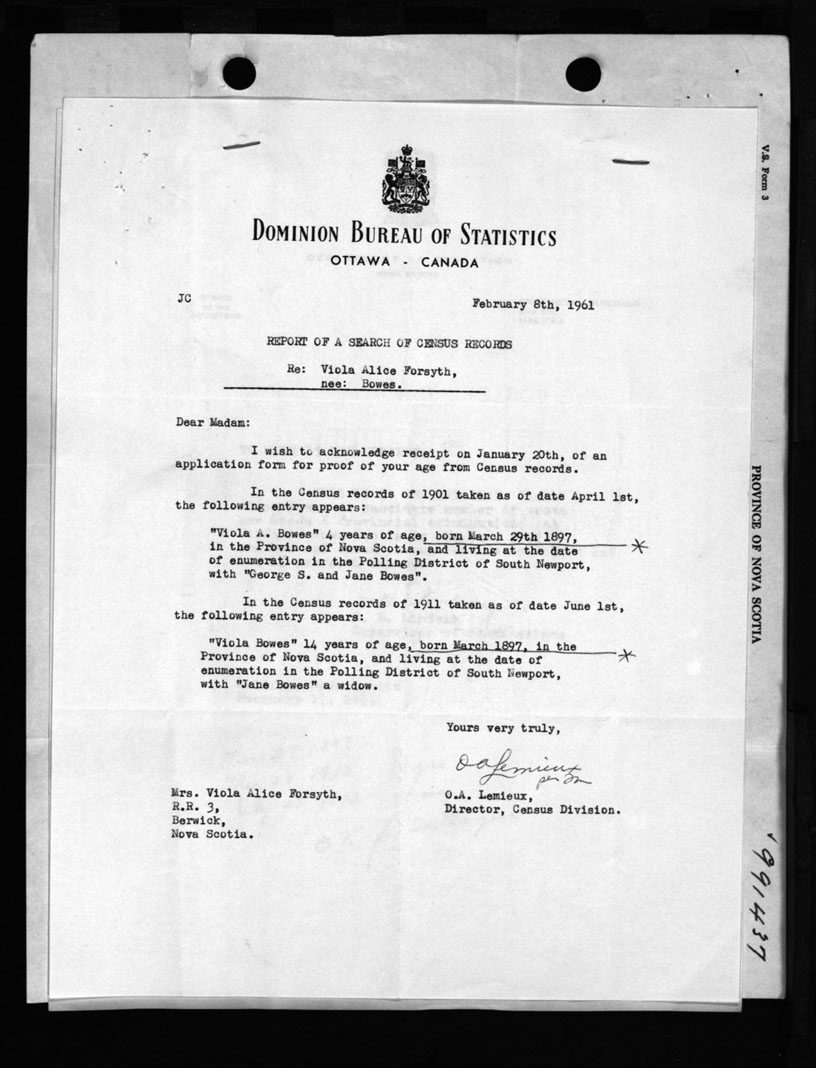 DOMINION BUREAU OF STATISTICS
OTTAWA - CANADA
JC
February 8th, 1961
REPORT OF A SEARCH OF CENSUS RECORDS
Re: Viola Alice Forsyth,
nee: Bowes.
Dear Madam:
I wish to acknowledge receipt on January 20th, of an
application form for proof of your age from Census records.
In the Census records of 1901 taken as of date April 1st,
the following entry appears:
"Viola A. Bowes" 4 years of age, born March 29th 1897,
in the Province of Nova Scotia, and living at the date
of enumeration in the Polling District of South Newport,
with "George S. and Jane Bowes".
In the Census records of 1911 taken as of date June 1st,
the following entry appears:
"Viola Bowes" 14 years of age, born March 1897, in the
Province of Nova Scotia, and living at the date of
enumeration in the Polling District of South Newport,
with "Jane Bowes" a widow.
Yours very truly,
O A Lemieux
per
O.A. Lemieux,
Director, Census Division.
Mrs. Viola Alice Forsyth,
R.R. 3,
Berwick,
Nova Scotia.
V.S. Form 3
PROVINCE OF NOVA SCOTIA
991437